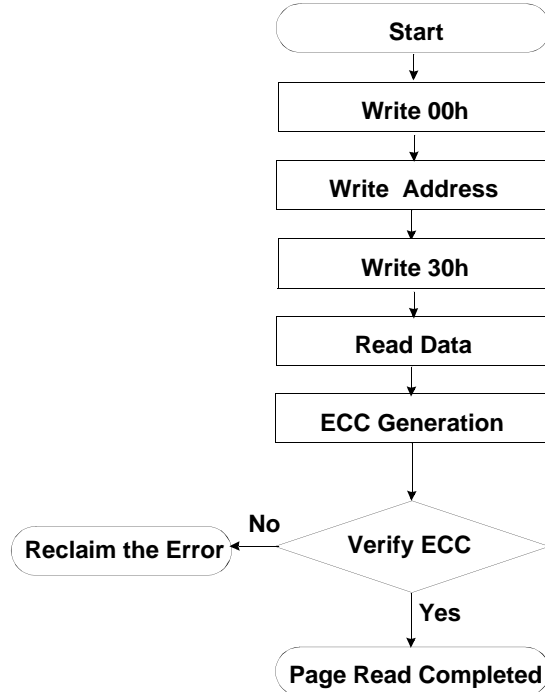 Start
Write 00h
Write Address
Write 30h
Read Data
ECC Generation
No
Reclaim the Error
Verify ECC
Yes
Page Read Completed